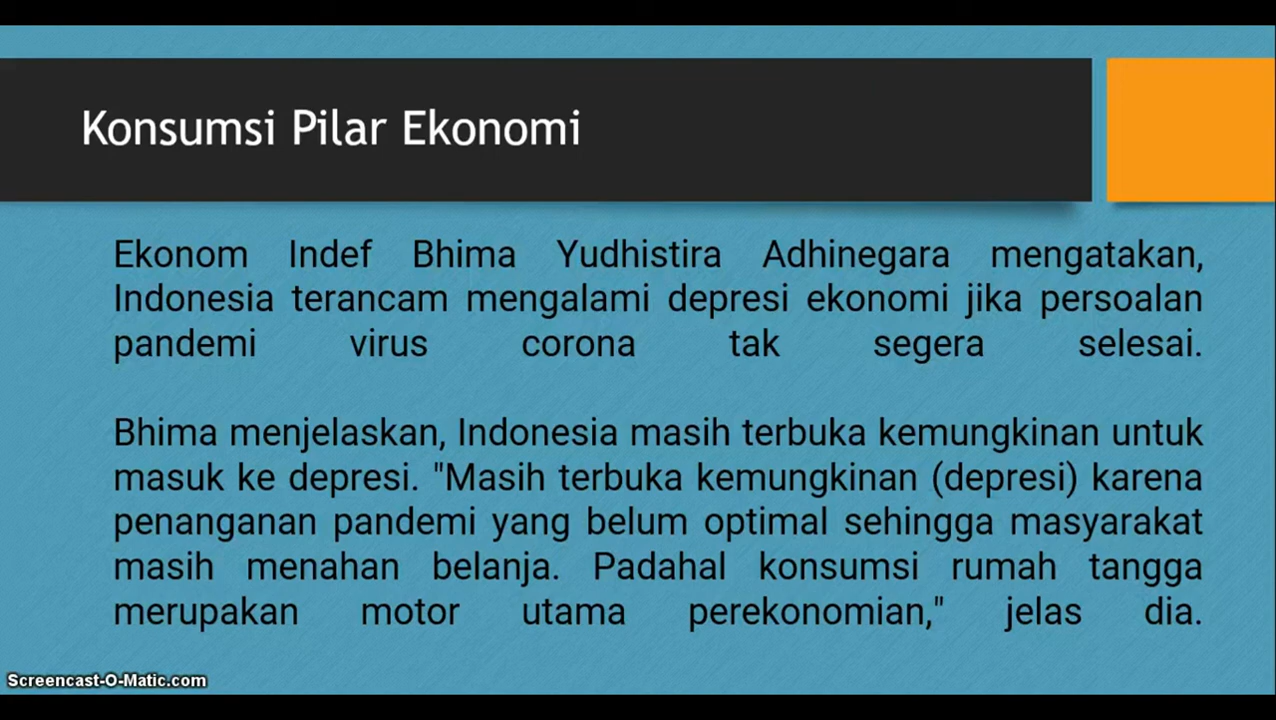 Konsumsi Pilar Ekonomi
Ekonom Indef Bhima Yudhistira Adhinegara mengatakan,
Indonesia terancam mengalami depresi ekonomi jika persoalan
pandemi virus corona tak segera selesai.
Bhima menjelaskan, Indonesia masih terbuka kemungkinan untuk
masuk ke depresi. "Masih terbuka kemungkinan (depresi) karena
penanganan pandemi yang belum optimal sehingga masyarakat
masih menahan belanja. Padahal konsumsi rumah tangga
merupakan motor utama perekonomian," jelas dia.
Screencast-O-Matic.com